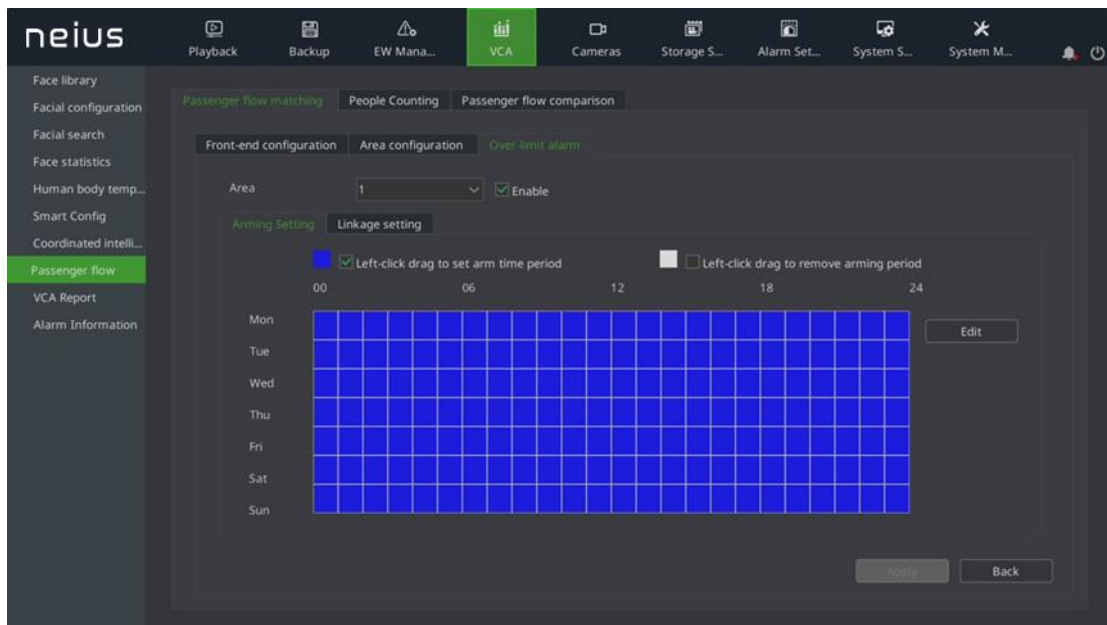 neius
Playback
Backup
EW Mana...
VCA
Cameras
Storage S...
Alarm Set...
System S...
System M...
Face library
Facial configuration
Facial search
Face statistics
Human body temp...
Smart Config
Coordinated intelli...
Passenger flow
VCA Report
Alarm Information
Passenger flow matching
People Counting
Passenger flow comparison
Front-end configuration
Area configuration
Over-limit alarm
Area
1
Enable
Arming Setting
Linkage setting
Left-click drag to set arm time period
Left-click drag to remove arming period
00 06 12 18 24
Mon
Edit
Tue
Wed
Thu
Fri
Sat
Sun
Apply
Back